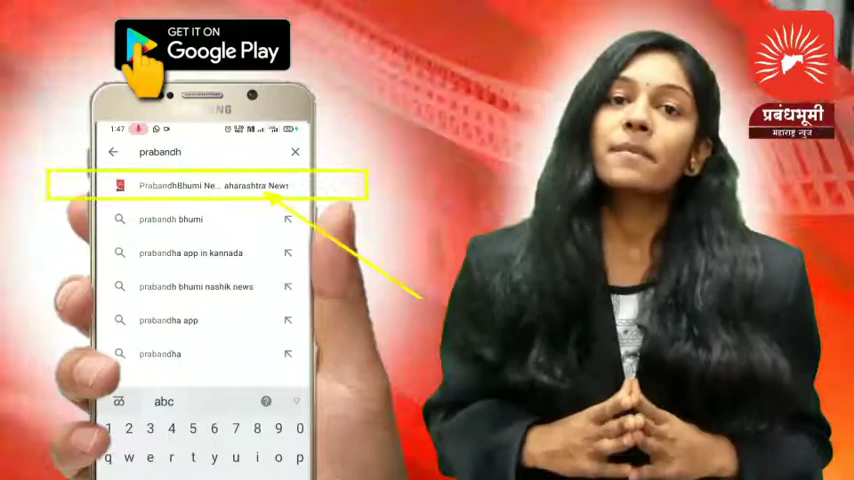 GET IT ON
Google Play
SAMSUNG
1:47
prabandh
PrabandhBhumi Ne... aharashtra News
prabandh bhumi
prabandha app in kannada
prabandh bhumi nashik news
prabandha app
prabandha
abc
1 2 3 4 5 6 7 8 9 0
q w e r t y u i o p
प्रबंधभूमी
महाराष्ट्र न्युज